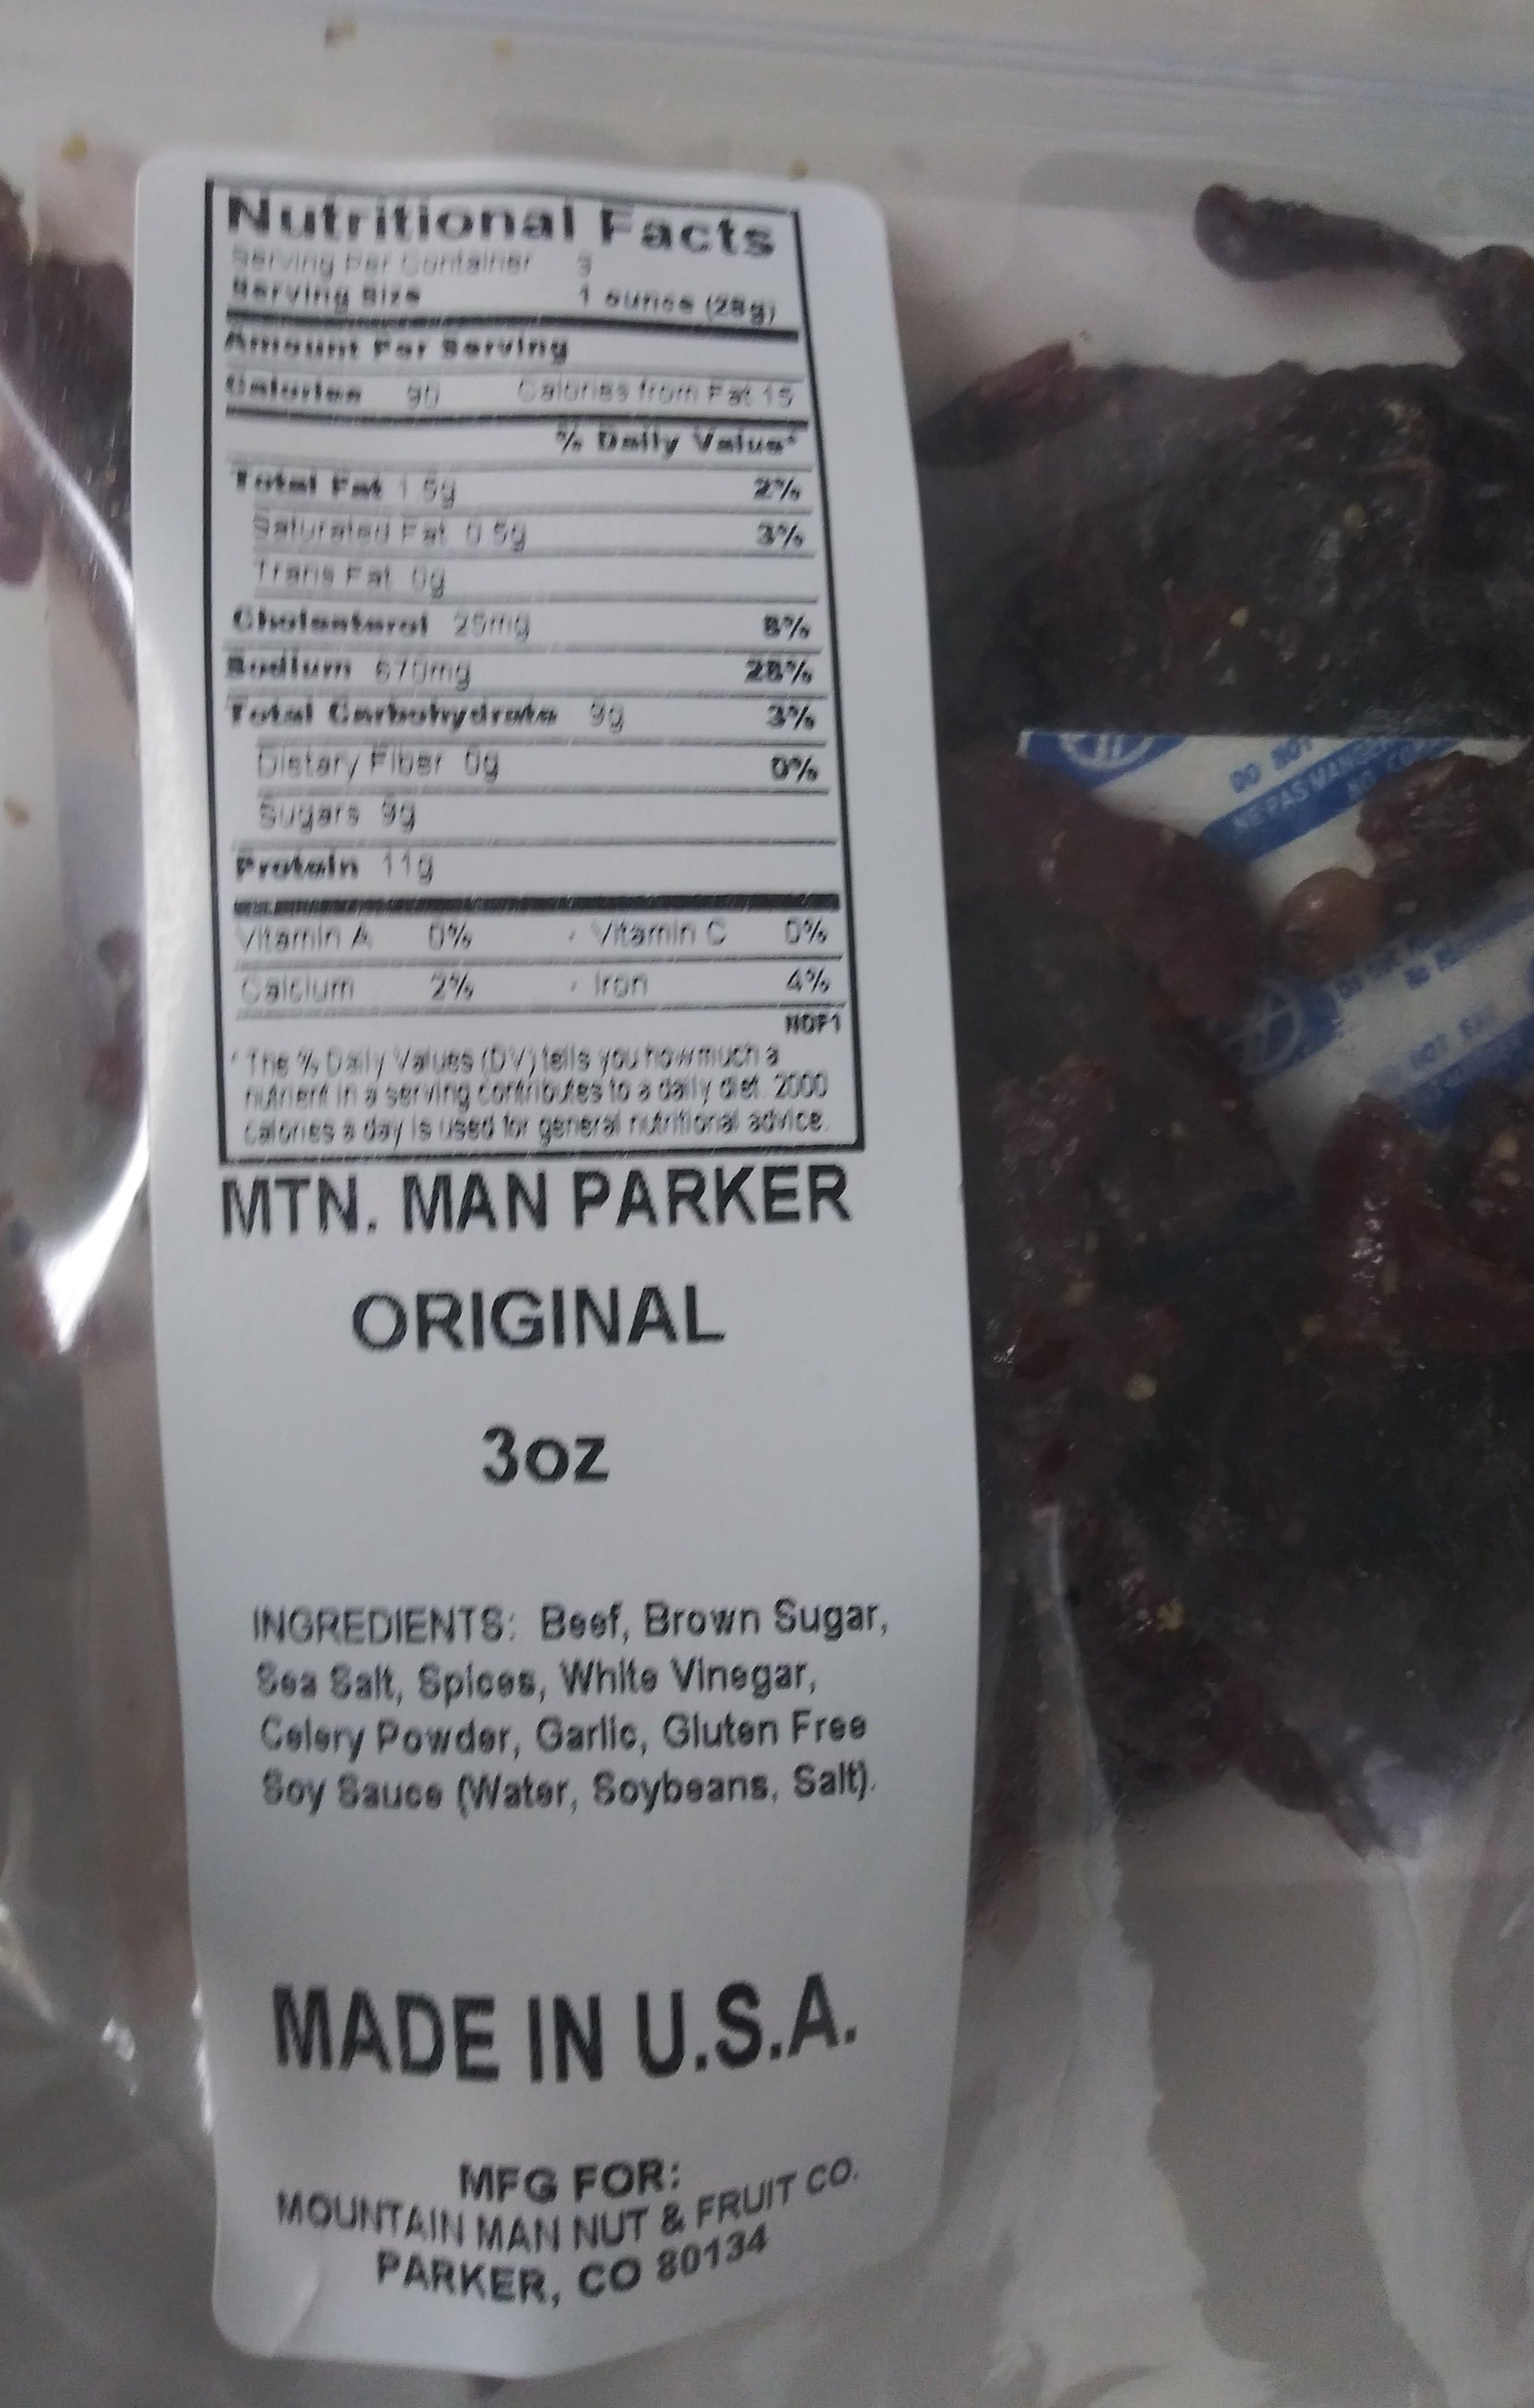 Nutritional Facts
Serving Per Container 3
Serving Size 1 ounce (28g)
Amount Per Serving
Calories 90 Calories from Fat 15
% Daily Value*
Total Fat 1.5g 2%
Saturated Fat 0.5g 3%
Trans Fat 0g
Cholesterol 25mg 8%
Sodium 670mg 28%
Total Carbohydrate 9g 3%
Dietary Fiber 0g 0%
Sugars 9g
Protein 11g
Vitamin A 0% · Vitamin C 0%
Calcium 2% · Iron 4%
NDF1
* The % Daily Values (DV) tells you how much a
nutrient in a serving contributes to a daily diet. 2000
calories a day is used for general nutritional advice.
MTN. MAN PARKER
ORIGINAL
3oz
INGREDIENTS: Beef, Brown Sugar,
Sea Salt, Spices, White Vinegar,
Celery Powder, Garlic, Gluten Free
Soy Sauce (Water, Soybeans, Salt).
MADE IN U.S.A.
MFG FOR:
MOUNTAIN MAN NUT & FRUIT CO.
PARKER, CO 80134
DO NOT
NE PAS